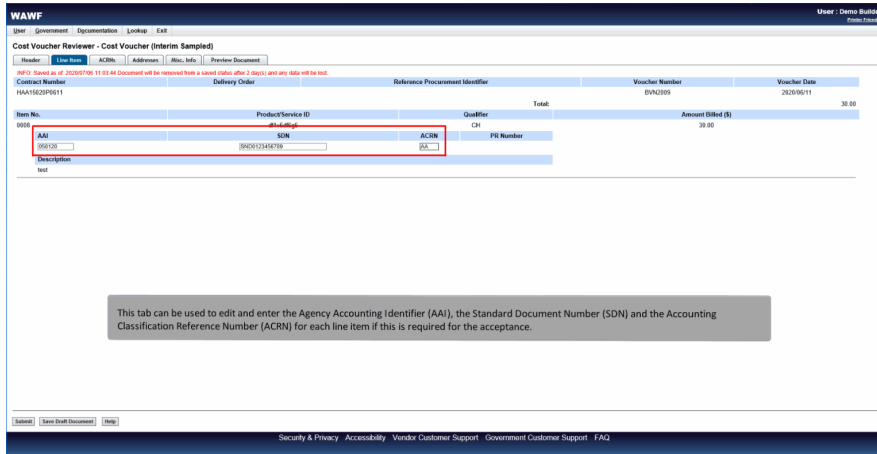 WAWF
User : Demo Builde
Printer Friend
User Government Documentation Lookup Exit
Cost Voucher Reviewer - Cost Voucher (Interim Sampled)
Header Line Item ACRNs Addresses Misc. Info Preview Document
INFO: Saved as of: 2020/07/06 11:03:44 Document will be removed from a saved status after 2 day(s) and any data will be lost.
Contract Number Delivery Order Reference Procurement Identifier Voucher Number Voucher Date
HAA15020P0611 BVN2009 2020/06/11
Total: 30.00
Item No. Product/Service ID Qualifier Amount Billed ($)
0008 CH 30.00
AAI SDN ACRN PR Number
050120 SND0123456789 AA
Description
test
This tab can be used to edit and enter the Agency Accounting Identifier (AAI), the Standard Document Number (SDN) and the Accounting
Classification Reference Number (ACRN) for each line item if this is required for the acceptance.
Submit Save Draft Document Help
Security & Privacy Accessibility Vendor Customer Support Government Customer Support FAQ